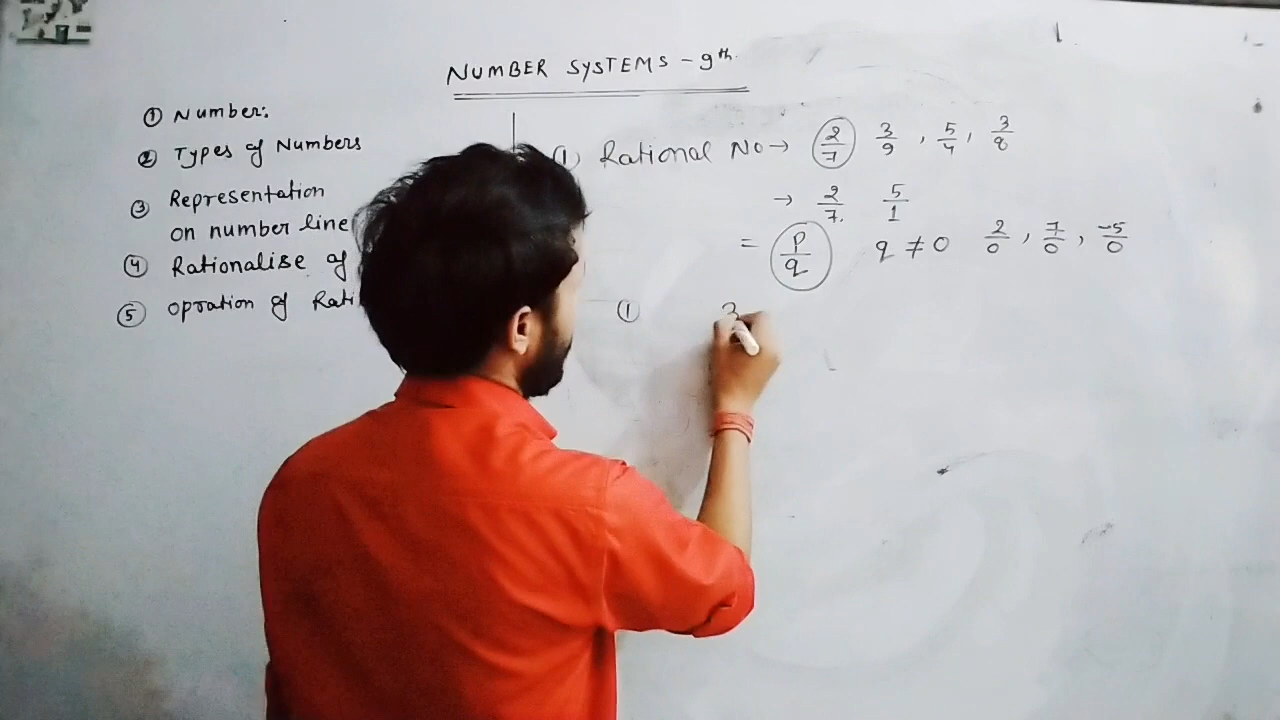 NUMBER SYSTEMS - 9th.
① Number:
② Types of Numbers
③ Representation
on number line
④ Rationalise of
⑤ opration of Rati
1) Rational No → 2/7 3/9 , 5/4 , 3/8
→ 2/7. 5/1
= p/q q ≠ 0 2/0 , 7/0 , -5/0
① 3